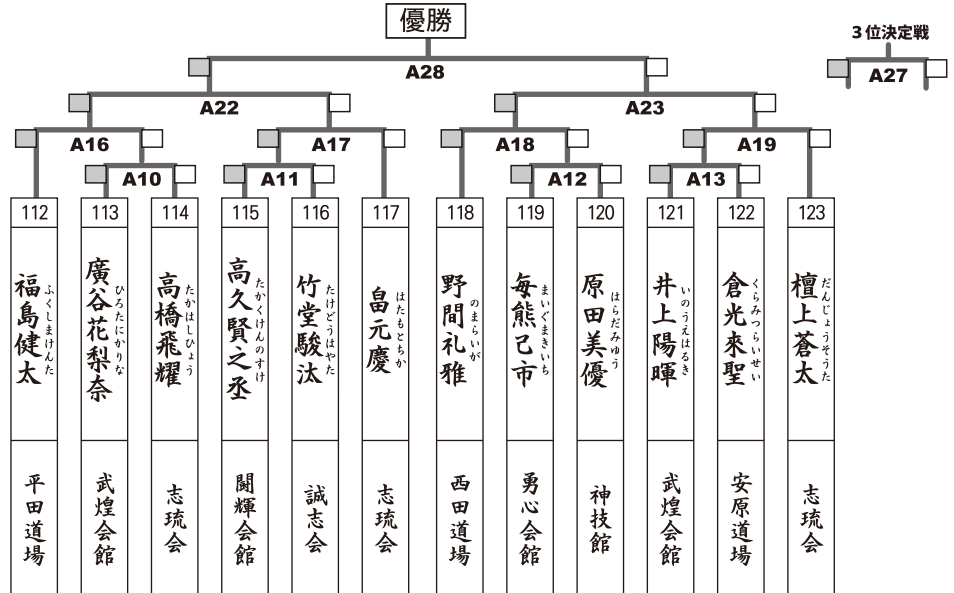 優勝
3位決定戦
A28
A27
A22
A23
A16
A17
A18
A19
A10
A11
A12
A13
112
113
114
115
116
117
118
119
120
121
122
123
福島健太
ふくしまけんた
廣谷花梨奈
ひろたにかりな
高橋飛耀
たかはしひょう
高久賢之丞
たかくけんのすけ
竹堂駿汰
たけどうはやた
畠元慶
はたもとちか
野間礼雅
のまらいが
毎熊己市
まいぐまきいち
原田美優
はらだみゆう
井上陽暉
いのうえはるき
倉光來聖
くらみつらいせい
檀上蒼太
だんじょうそうた
平田道場
武煌会館
志琉会
闘輝会館
誠志会
志琉会
西田道場
勇心会館
神技館
武煌会館
安原道場
志琉会